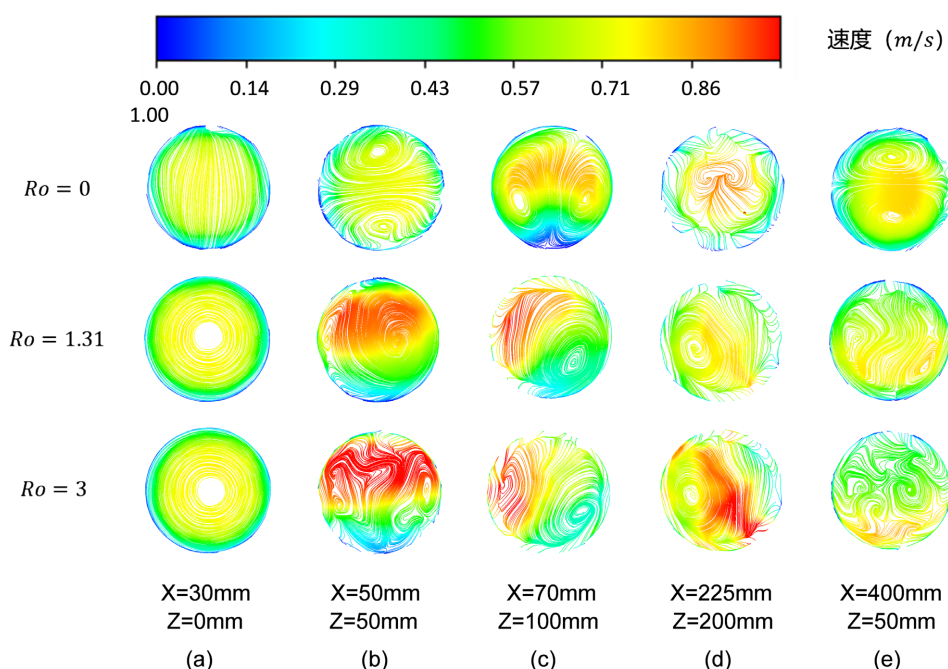 速度（m/s）
0.00 0.14 0.29 0.43 0.57 0.71 0.86
1.00
Ro = 0
Ro = 1.31
Ro = 3
X=30mm X=50mm X=70mm X=225mm X=400mm
Z=0mm Z=50mm Z=100mm Z=200mm Z=50mm
(a) (b) (c) (d) (e)